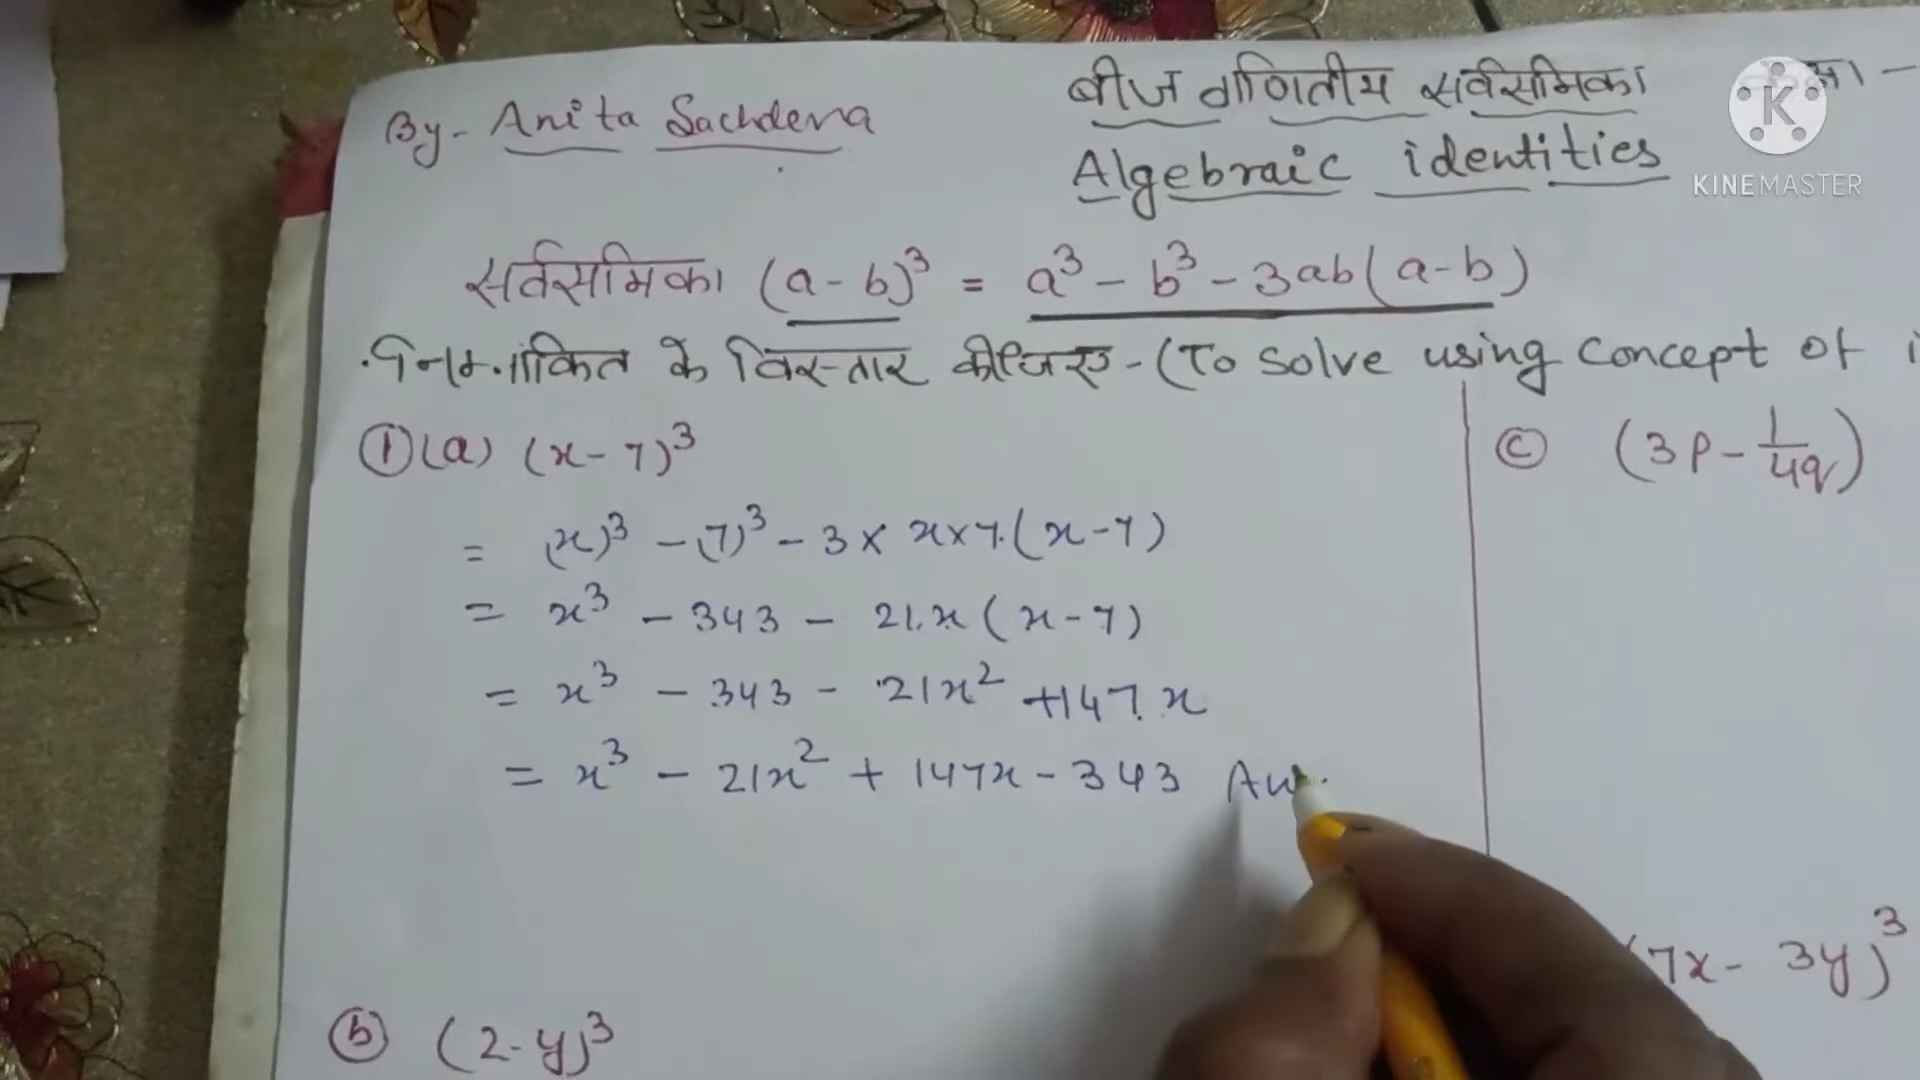 By - Anita Sachdeva
बीज गणितीय सर्वसमिका
Algebraic identities
KINEMASTER
सर्वसमिका (a - b)³ = a³ - b³ - 3ab(a - b)
निम्नांकित के विस्तार कीजिए - (To solve using concept of
① (a) (x - 7)³
= (x)³ - (7)³ - 3 × x × 7 (x - 7)
= x³ - 343 - 21x (x - 7)
= x³ - 343 - 21x² + 147x
= x³ - 21x² + 147x - 343 Ans.
ⓑ (2 - y)³
ⓒ (3p - 1/4q)
(7x - 3y)³